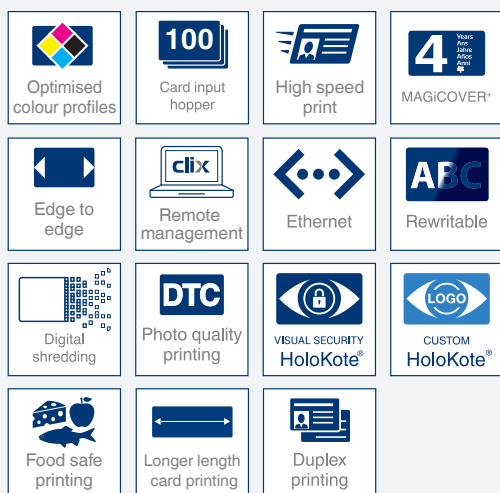 Optimised
colour profiles
100
Card input
hopper
High speed
print
4
Years
Ans
Jahre
Años
Anni
MAGiCOVER+
Edge to
edge
clix
Remote
management
Ethernet
ABC
Rewritable
Digital
shredding
DTC
Photo quality
printing
VISUAL SECURITY
HoloKote®
LOGO
CUSTOM
HoloKote®
Food safe
printing
Longer length
card printing
Duplex
printing